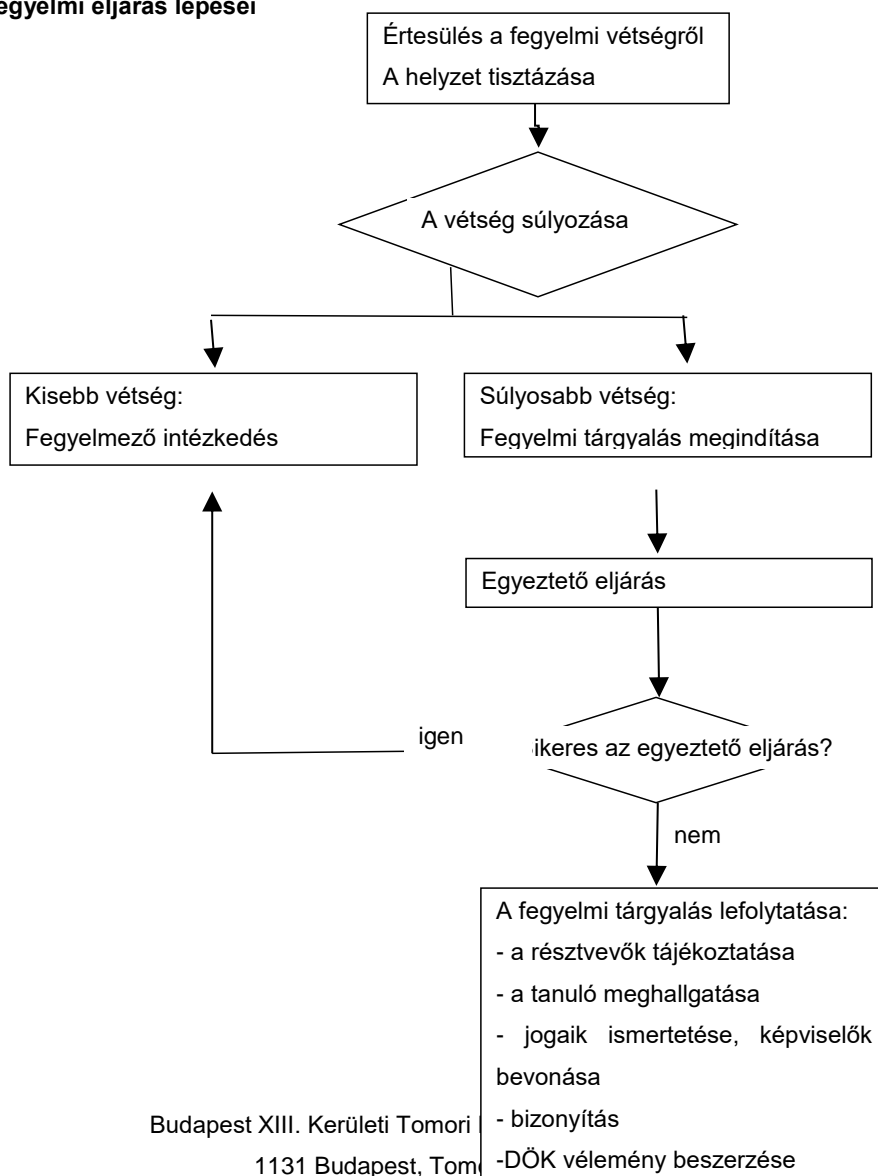 egyelmi eljárás lépései
Értesülés a fegyelmi vétségről
A helyzet tisztázása
A vétség súlyozása
Kisebb vétség:
Fegyelmező intézkedés
Súlyosabb vétség:
Fegyelmi tárgyalás megindítása
Egyeztető eljárás
igen
ikeres az egyeztető eljárás?
nem
A fegyelmi tárgyalás lefolytatása:
- a résztvevők tájékoztatása
- a tanuló meghallgatása
- jogaik ismertetése, képviselők
bevonása
- bizonyítás
-DÖK vélemény beszerzése
Budapest XIII. Kerületi Tomori
1131 Budapest, Tom